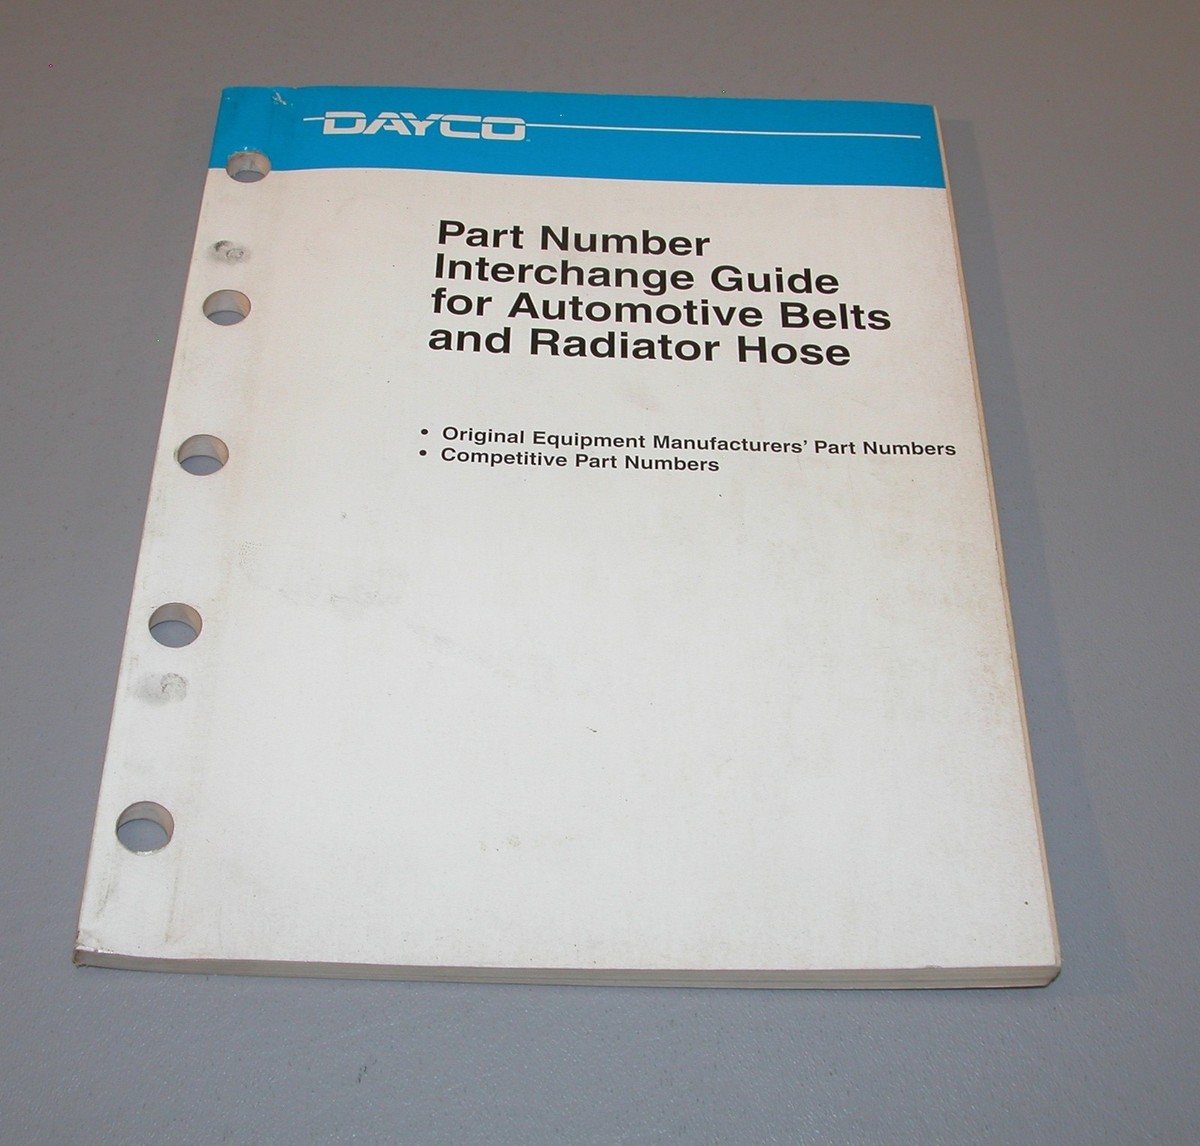 DAYCO
Part Number
Interchange Guide
for Automotive Belts
and Radiator Hose
• Original Equipment Manufacturers' Part Numbers
• Competitive Part Numbers